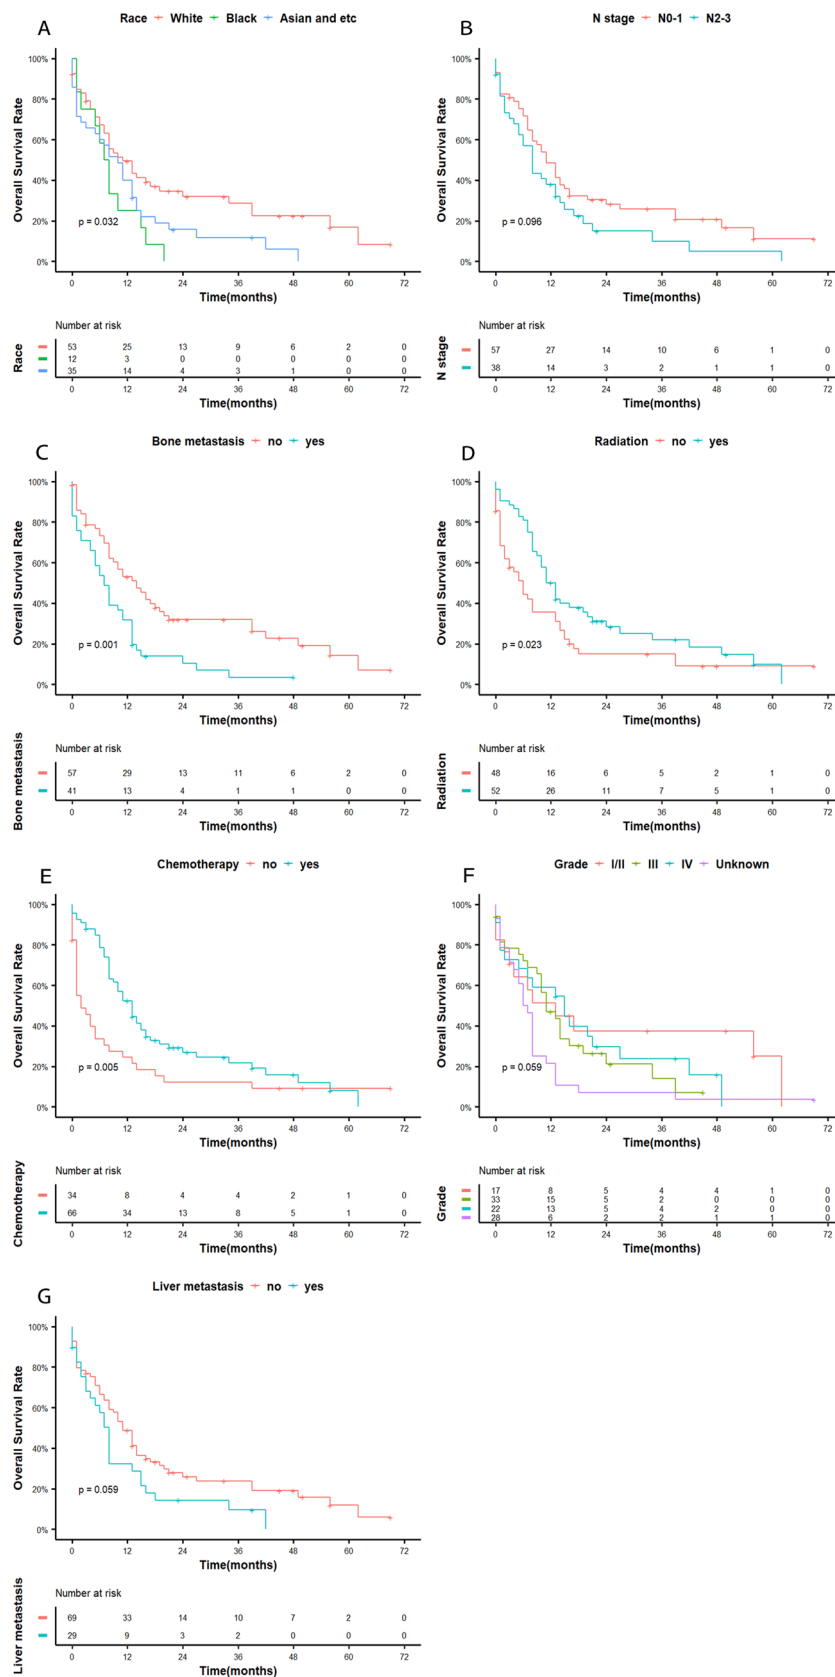 A
Race White Black Asian and etc
Overall Survival Rate
100%
80%
60%
40%
20%
0%
p = 0.032
0 12 24 36 48 60 72
Time(months)
Number at risk
Race
53 25 13 9 6 2 0
12 3 0 0 0 0 0
35 14 4 3 1 0 0
0 12 24 36 48 60 72
Time(months)
B
N stage N0-1 N2-3
Overall Survival Rate
100%
80%
60%
40%
20%
0%
p = 0.096
0 12 24 36 48 60 72
Time(months)
Number at risk
N stage
57 27 14 10 6 1 0
38 14 3 2 1 1 0
0 12 24 36 48 60 72
Time(months)
C
Bone metastasis no yes
Overall Survival Rate
100%
80%
60%
40%
20%
0%
p = 0.001
0 12 24 36 48 60 72
Time(months)
Number at risk
Bone metastasis
57 29 13 11 6 2 0
41 13 4 1 1 0 0
0 12 24 36 48 60 72
Time(months)
D
Radiation no yes
Overall Survival Rate
100%
80%
60%
40%
20%
0%
p = 0.023
0 12 24 36 48 60 72
Time(months)
Number at risk
Radiation
48 16 6 5 2 1 0
52 26 11 7 5 1 0
0 12 24 36 48 60 72
Time(months)
E
Chemotherapy no yes
Overall Survival Rate
100%
80%
60%
40%
20%
0%
p = 0.005
0 12 24 36 48 60 72
Time(months)
Number at risk
Chemotherapy
34 8 4 4 2 1 0
66 34 13 8 5 1 0
0 12 24 36 48 60 72
Time(months)
F
Grade I/II III IV Unknown
Overall Survival Rate
100%
80%
60%
40%
20%
0%
p = 0.059
0 12 24 36 48 60 72
Time(months)
Number at risk
Grade
17 8 5 4 4 1 0
33 15 5 2 0 0 0
22 13 5 4 2 0 0
28 6 2 2 1 1 0
0 12 24 36 48 60 72
Time(months)
G
Liver metastasis no yes
Overall Survival Rate
100%
80%
60%
40%
20%
0%
p = 0.059
0 12 24 36 48 60 72
Time(months)
Number at risk
Liver metastasis
69 33 14 10 7 2 0
29 9 3 2 0 0 0
0 12 24 36 48 60 72
Time(months)